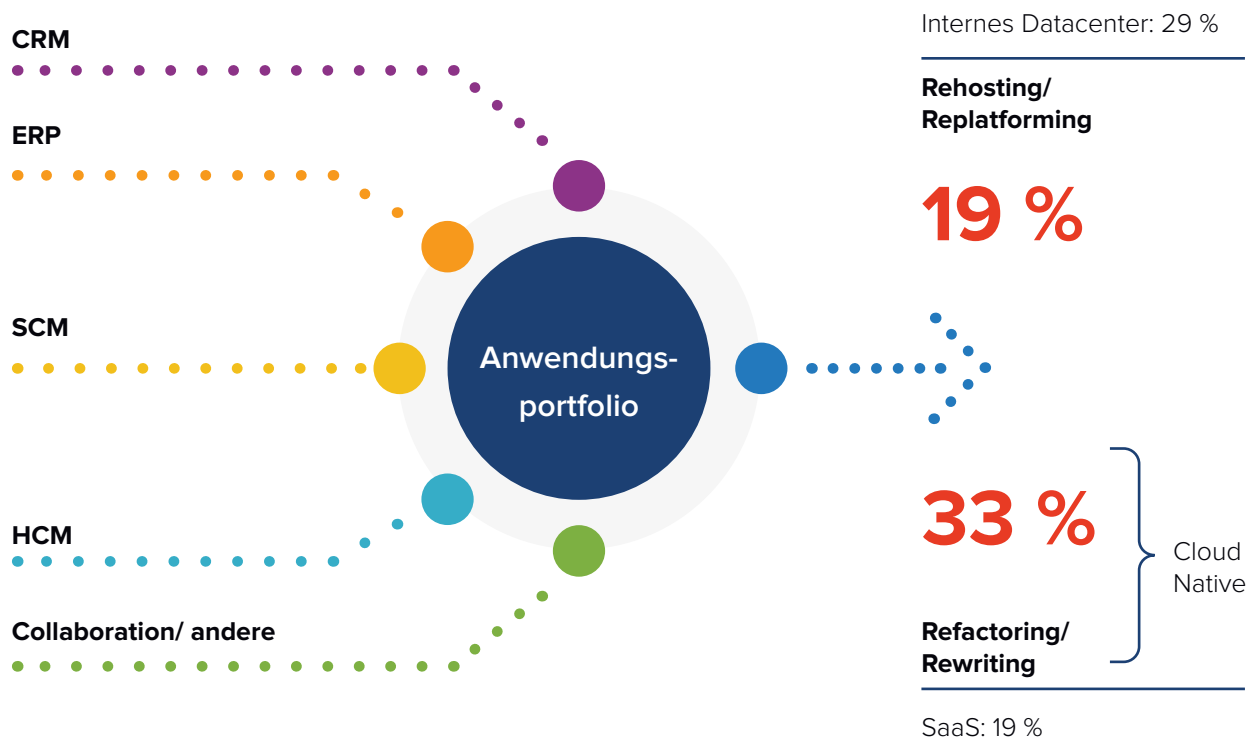 CRM
ERP
SCM
HCM
Collaboration/ andere
Anwendungs-
portfolio
Internes Datacenter: 29 %
Rehosting/
Replatforming
19 %
33 %
Cloud
Native
Refactoring/
Rewriting
SaaS: 19 %